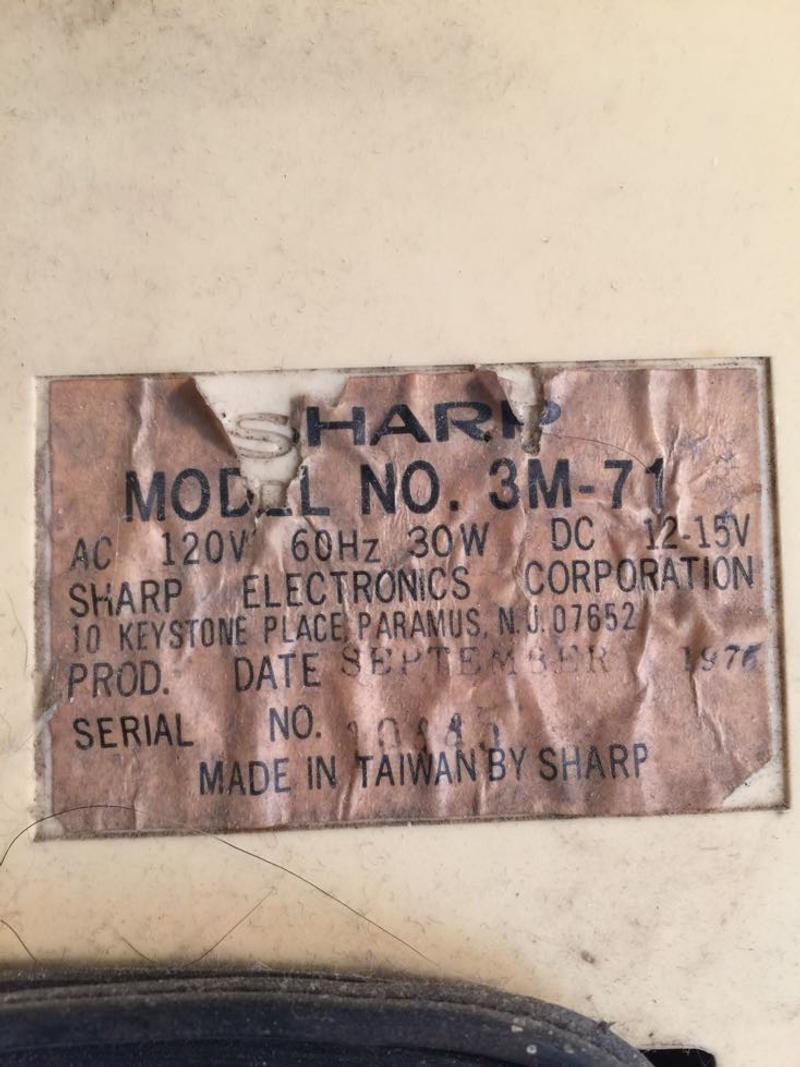 SHARP
MODEL NO. 3M-71
AC 120V 60Hz 30W DC 12-15V
SHARP ELECTRONICS CORPORATION
10 KEYSTONE PLACE, PARAMUS, N.J. 07652
PROD. DATE SEPTEMBER
SERIAL NO.
MADE IN TAIWAN BY SHARP